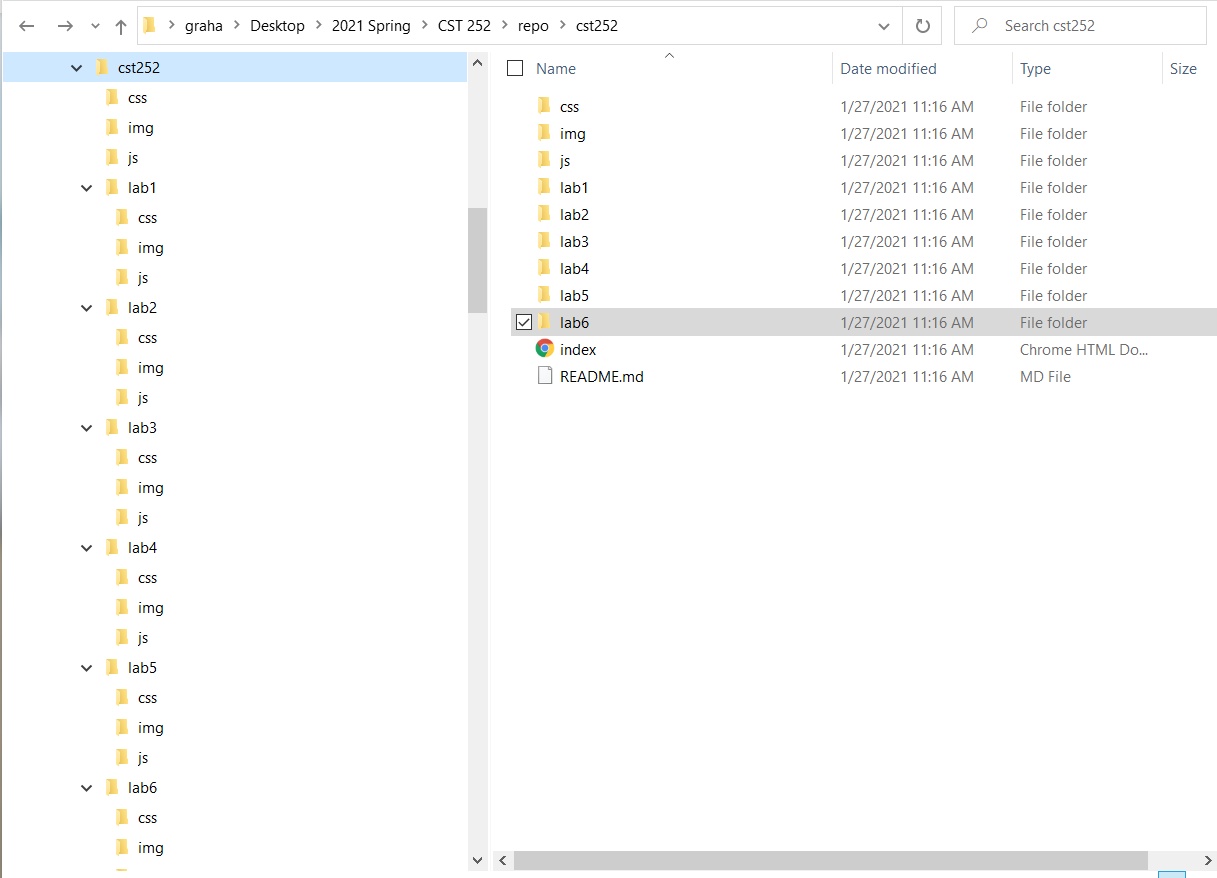 graha Desktop 2021 Spring CST 252 repo cst252
Search cst252
cst252
css
img
js
lab1
css
img
js
lab2
css
img
js
lab3
css
img
js
lab4
css
img
js
lab5
css
img
js
lab6
css
img
Name Date modified Type Size
css 1/27/2021 11:16 AM File folder
img 1/27/2021 11:16 AM File folder
js 1/27/2021 11:16 AM File folder
lab1 1/27/2021 11:16 AM File folder
lab2 1/27/2021 11:16 AM File folder
lab3 1/27/2021 11:16 AM File folder
lab4 1/27/2021 11:16 AM File folder
lab5 1/27/2021 11:16 AM File folder
lab6 1/27/2021 11:16 AM File folder
index 1/27/2021 11:16 AM Chrome HTML Do...
README.md 1/27/2021 11:16 AM MD File